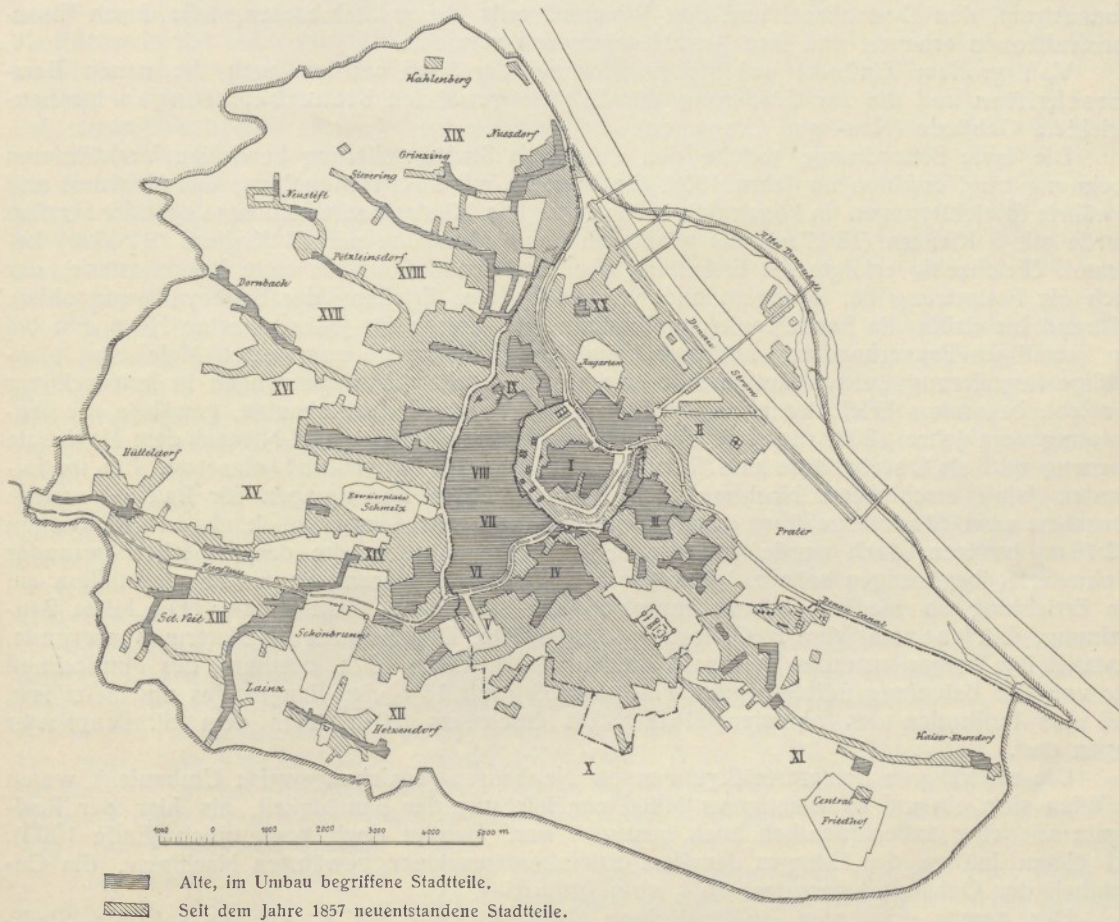 Kahlenberg
XIX
Nussdorf
Grinzing
Sievering
Neustift
Pötzleinsdorf
XVIII
Dornbach
XVII
XX
Altes Donaubett
Donau
Strom
Augarten
XVI
IX
II
Hütteldorf
VIII
I
XV
Exerzierplatz
Schmelz
VII
III
Prater
XIV
VI
IV
Donau-Canal
Sct. Veit
XIII
Schönbrunn
V
Lainz
XII
Hetzendorf
X
XI
Kaiser-Ebersdorf
Central
Friedhof
1000 0 1000 2000 3000 4000 5000 m
Alte, im Umbau begriffene Stadtteile.
Seit dem Jahre 1857 neuentstandene Stadtteile.